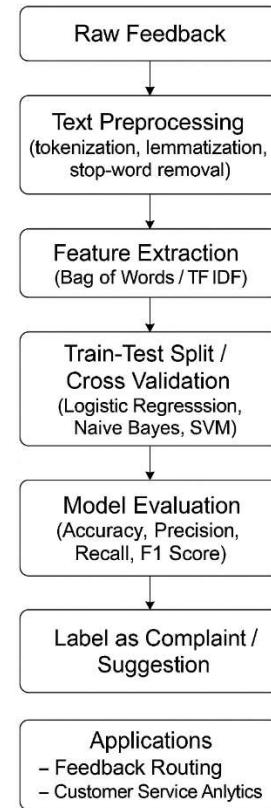 Raw Feedback
Text Preprocessing
(tokenization, lemmatization,
stop-word removal)
Feature Extraction
(Bag of Words / TF IDF)
Train-Test Split /
Cross Validation
(Logistic Regresssion,
Naive Bayes, SVM)
Model Evaluation
(Accuracy, Precision,
Recall, F1 Score)
Label as Complaint /
Suggestion
Applications
– Feedback Routing
– Customer Service Anlytics